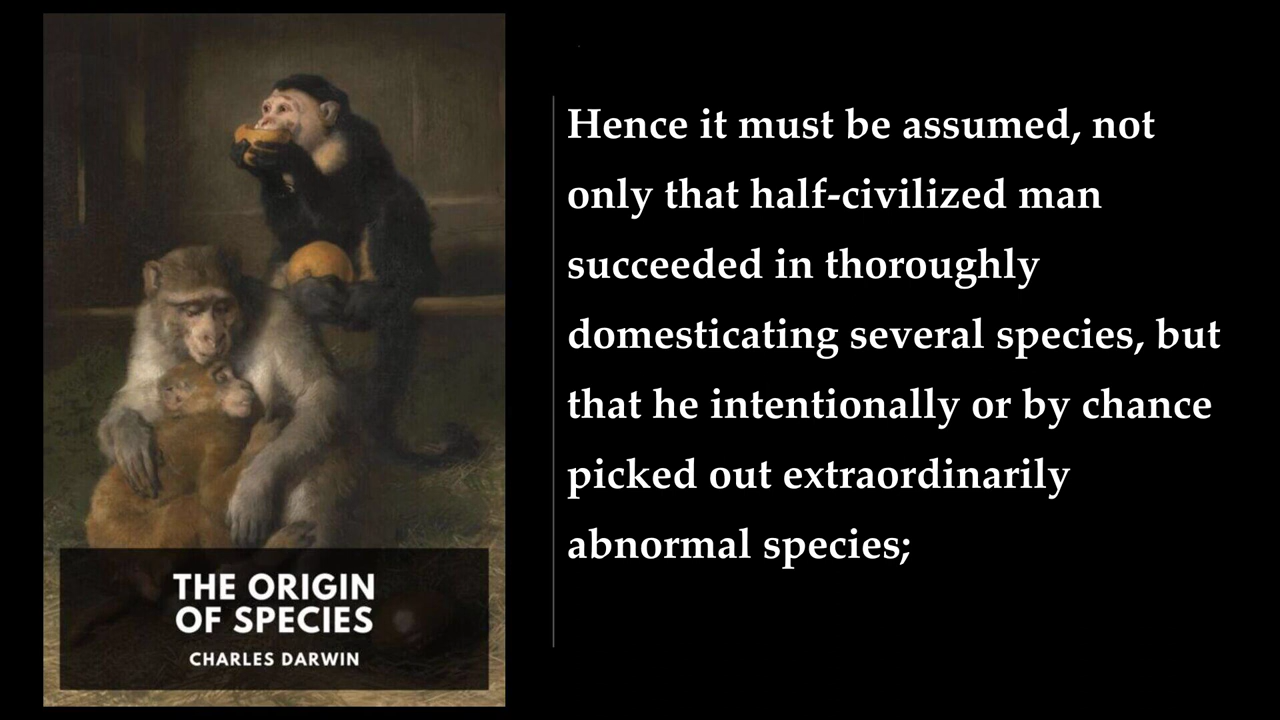 THE ORIGIN
OF SPECIES
CHARLES DARWIN
Hence it must be assumed, not
only that half-civilized man
succeeded in thoroughly
domesticating several species, but
that he intentionally or by chance
picked out extraordinarily
abnormal species;